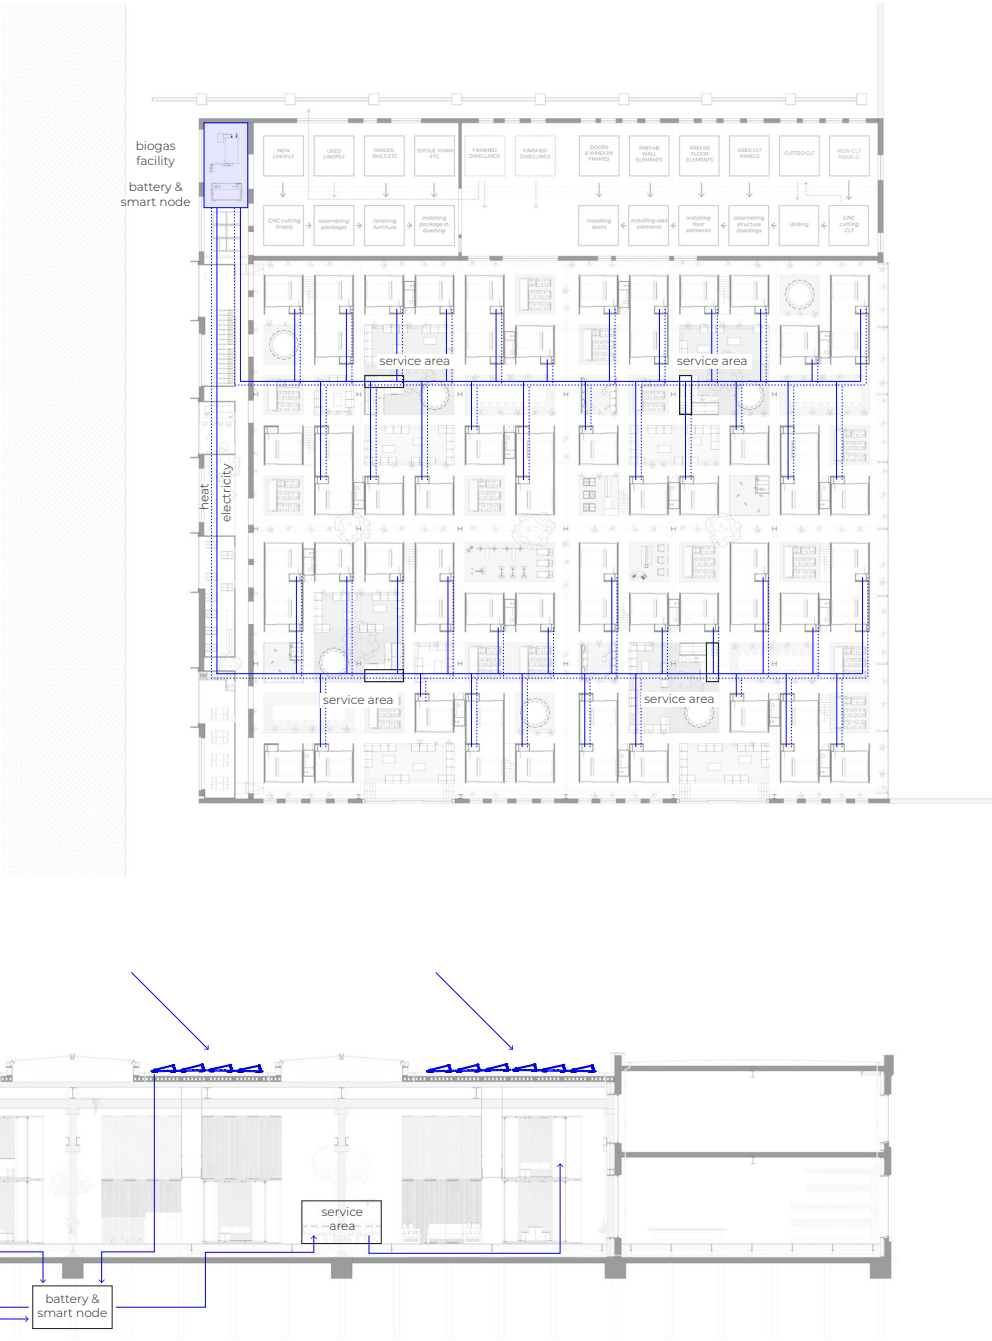 biogas
facility
battery &
smart node
NEW
LINOPLY
USED
LINOPLY
HINGES,
RAILS ETC
TEXTILE, FOAM
ETC
FINISHED
DWELLINGS
FINISHED
DWELLINGS
DOORS
& WINDOW
FRAMES
PREFAB
WALL
ELEMENTS
PREFAB
FLOOR
ELEMENTS
USED CLT
PANELS
CUTTED CLT
NEW CLT
PANELS
CNC cutting
linoply
assembling
packages
finishing
furniture
installing
package in
dwelling
installing
doors
installing wall
elements
installing
floor
elements
assembling
structure
dwellings
drilling
CNC
cutting
CLT
service area
service area
heat
electricity
service area
service area
service
area
battery &
smart node